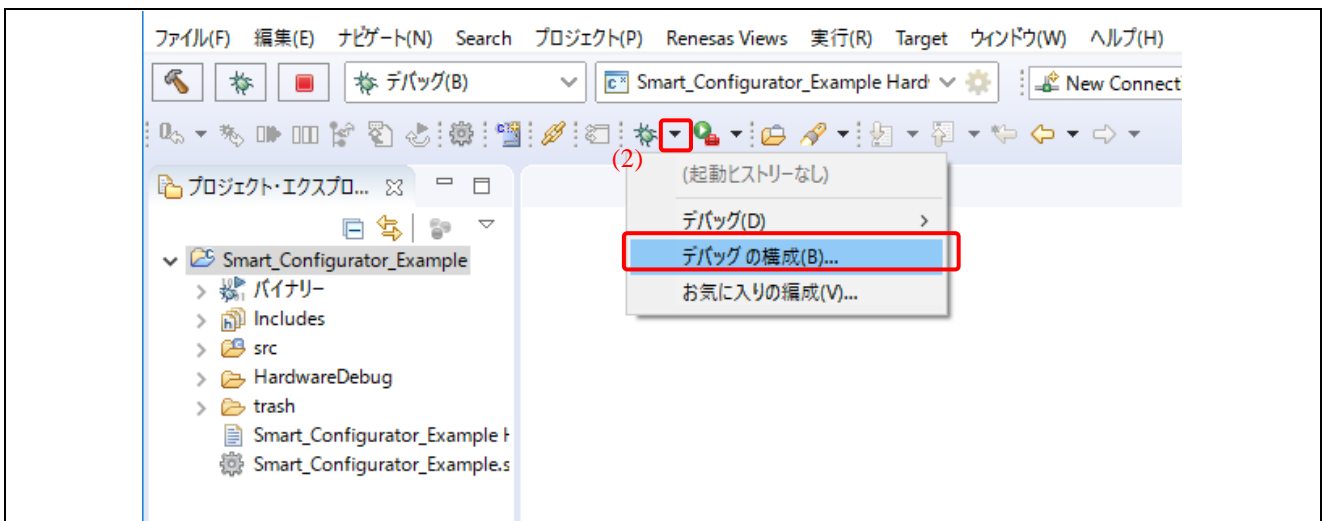 ファイル(F) 編集(E) ナビゲート(N) Search プロジェクト(P) Renesas Views 実行(R) Target ウィンドウ(W) ヘルプ(H)
デバッグ(B) Smart_Configurator_Example Hard New Connect
(2)
(起動ヒストリーなし)
プロジェクト・エクスプロ...
デバッグ(D)
デバッグ の構成(B)...
お気に入りの編成(V)...
Smart_Configurator_Example
バイナリー
Includes
src
HardwareDebug
trash
Smart_Configurator_Example H
Smart_Configurator_Example.s